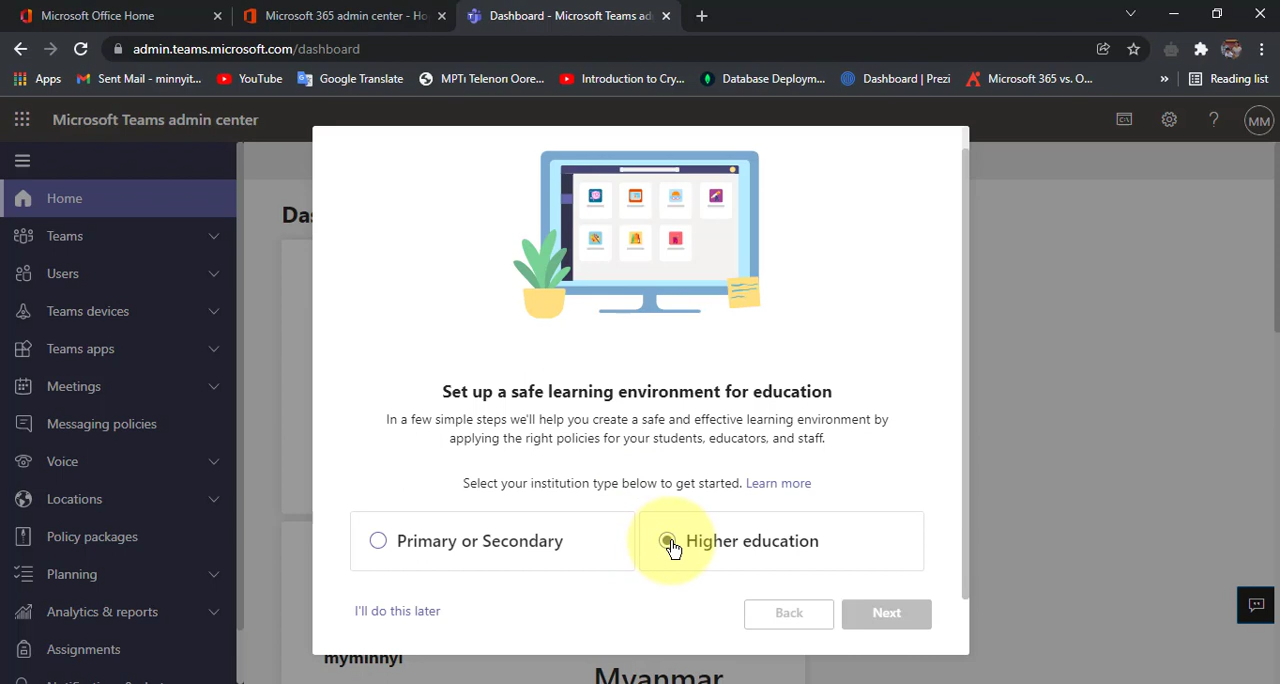 Microsoft Office Home
Microsoft 365 admin center - Ho
Dashboard - Microsoft Teams ad
admin.teams.microsoft.com/dashboard
Apps
Sent Mail - minnyit...
YouTube
Google Translate
MPTi Telenon Oore...
Introduction to Cry...
Database Deploym...
Dashboard | Prezi
Microsoft 365 vs. O...
»
Reading list
Microsoft Teams admin center
MM
Home
Teams
Users
Teams devices
Teams apps
Meetings
Messaging policies
Voice
Locations
Policy packages
Planning
Analytics & reports
Assignments
Das
Set up a safe learning environment for education
In a few simple steps we'll help you create a safe and effective learning environment by
applying the right policies for your students, educators, and staff.
Select your institution type below to get started. Learn more
Primary or Secondary
Higher education
I'll do this later
Back
Next
myminnyi
Myanmar